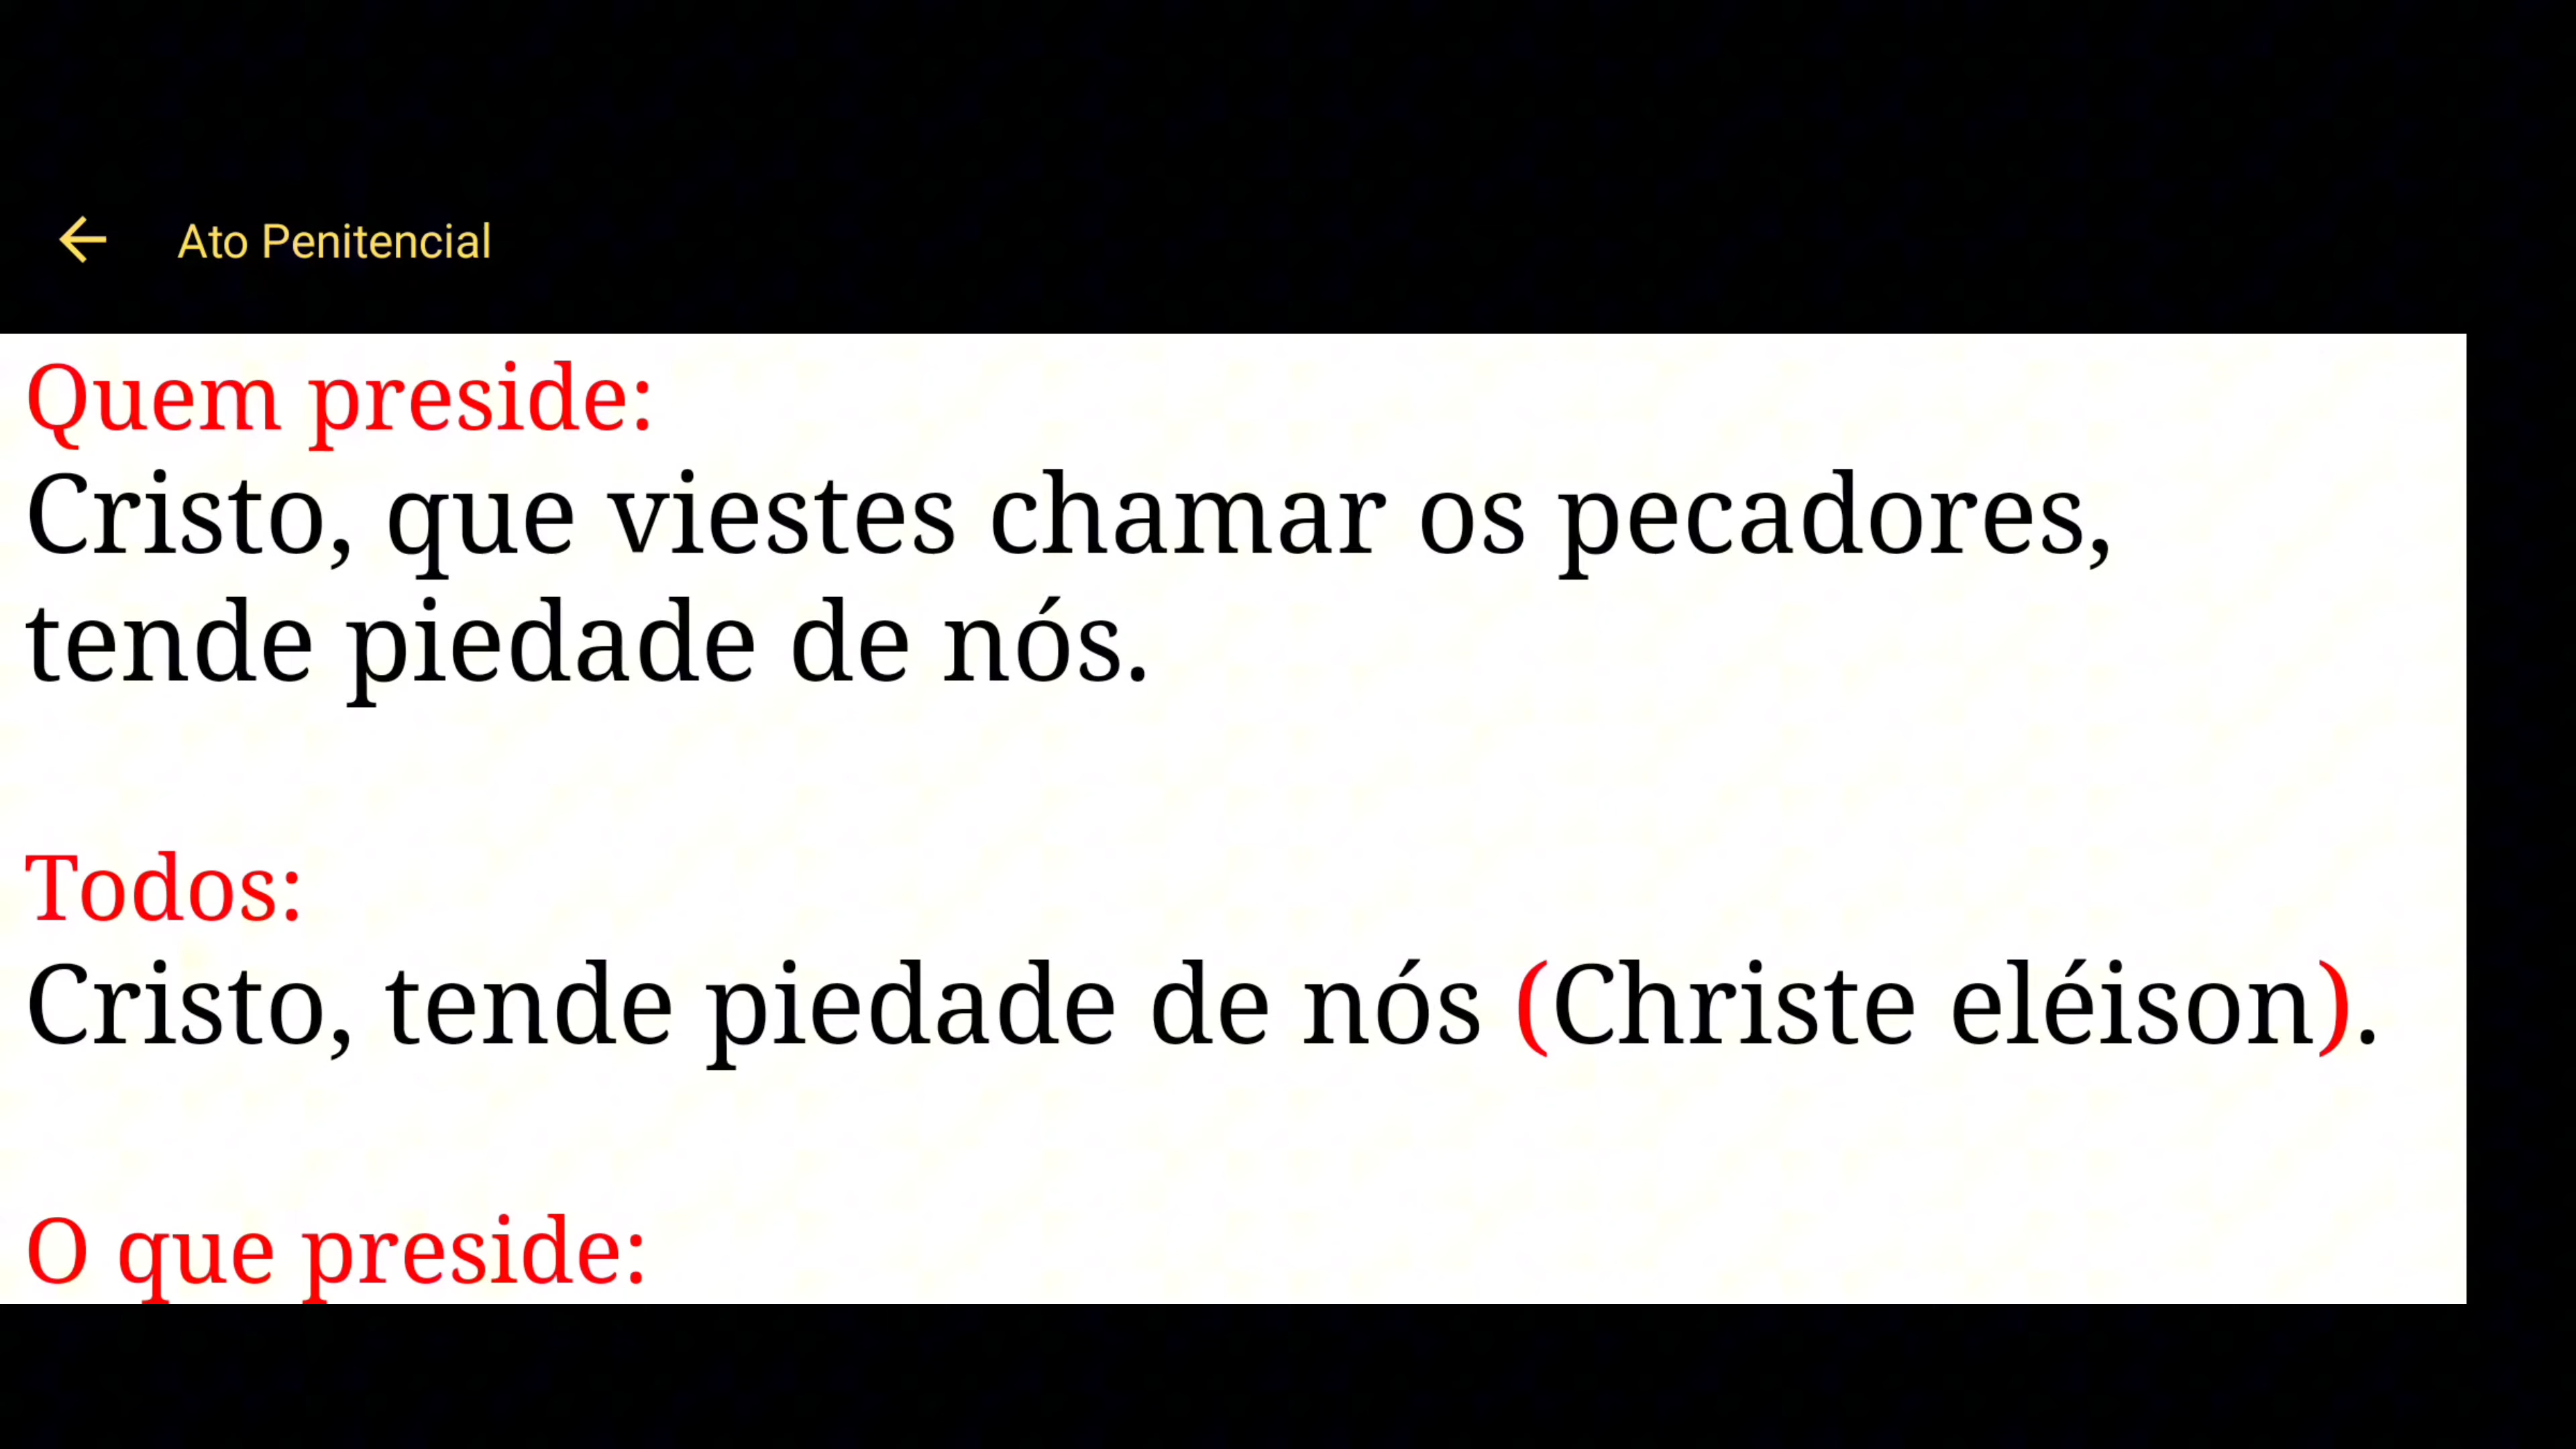 Ato Penitencial
Quem preside:
Cristo, que viestes chamar os pecadores,
tende piedade de nós.
Todos:
Cristo, tende piedade de nós (Christe eléison).
O que preside: